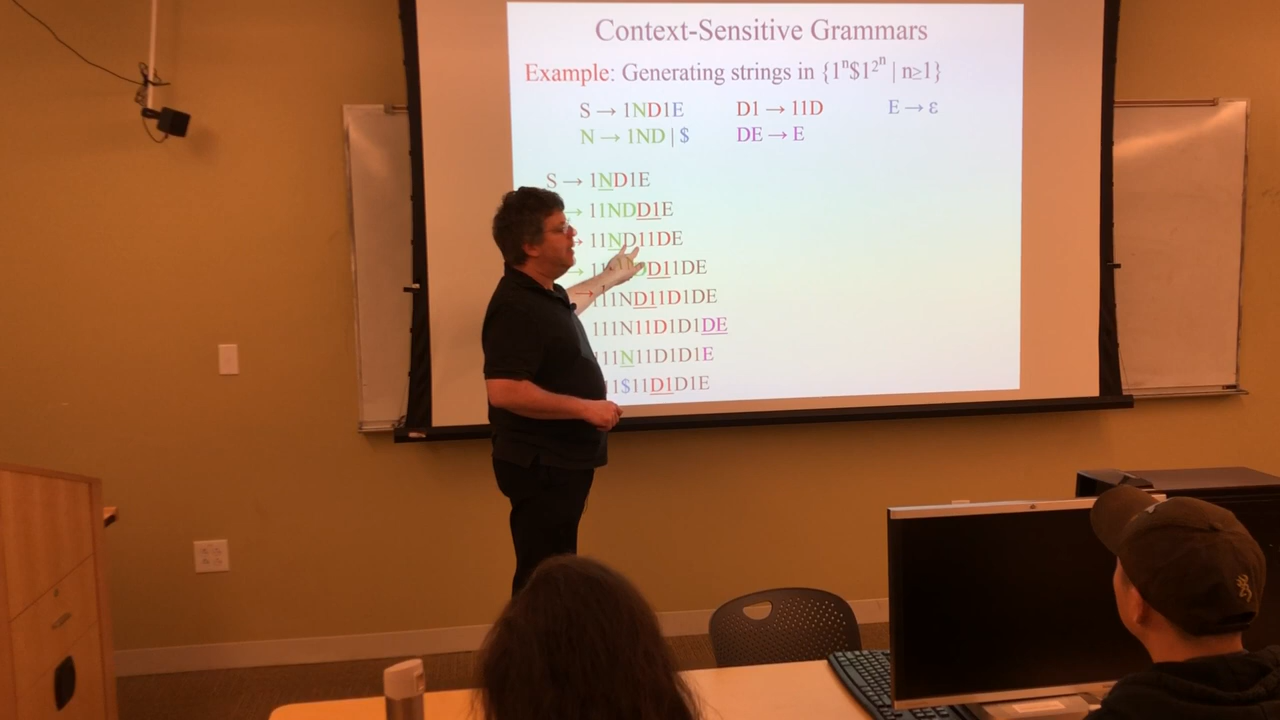 Context-Sensitive Grammars
Example: Generating strings in {1ⁿ$1²ⁿ | n≥1}
S → 1ND1E D1 → 11D E → ε
N → 1ND | $ DE → E
S → 1ND1E
→ 11NDD1E
→ 11ND11DE
→ D11DE
→ 111ND11D1DE
111N11D1D1DE
11N11D1D1E
1$11D1D1E